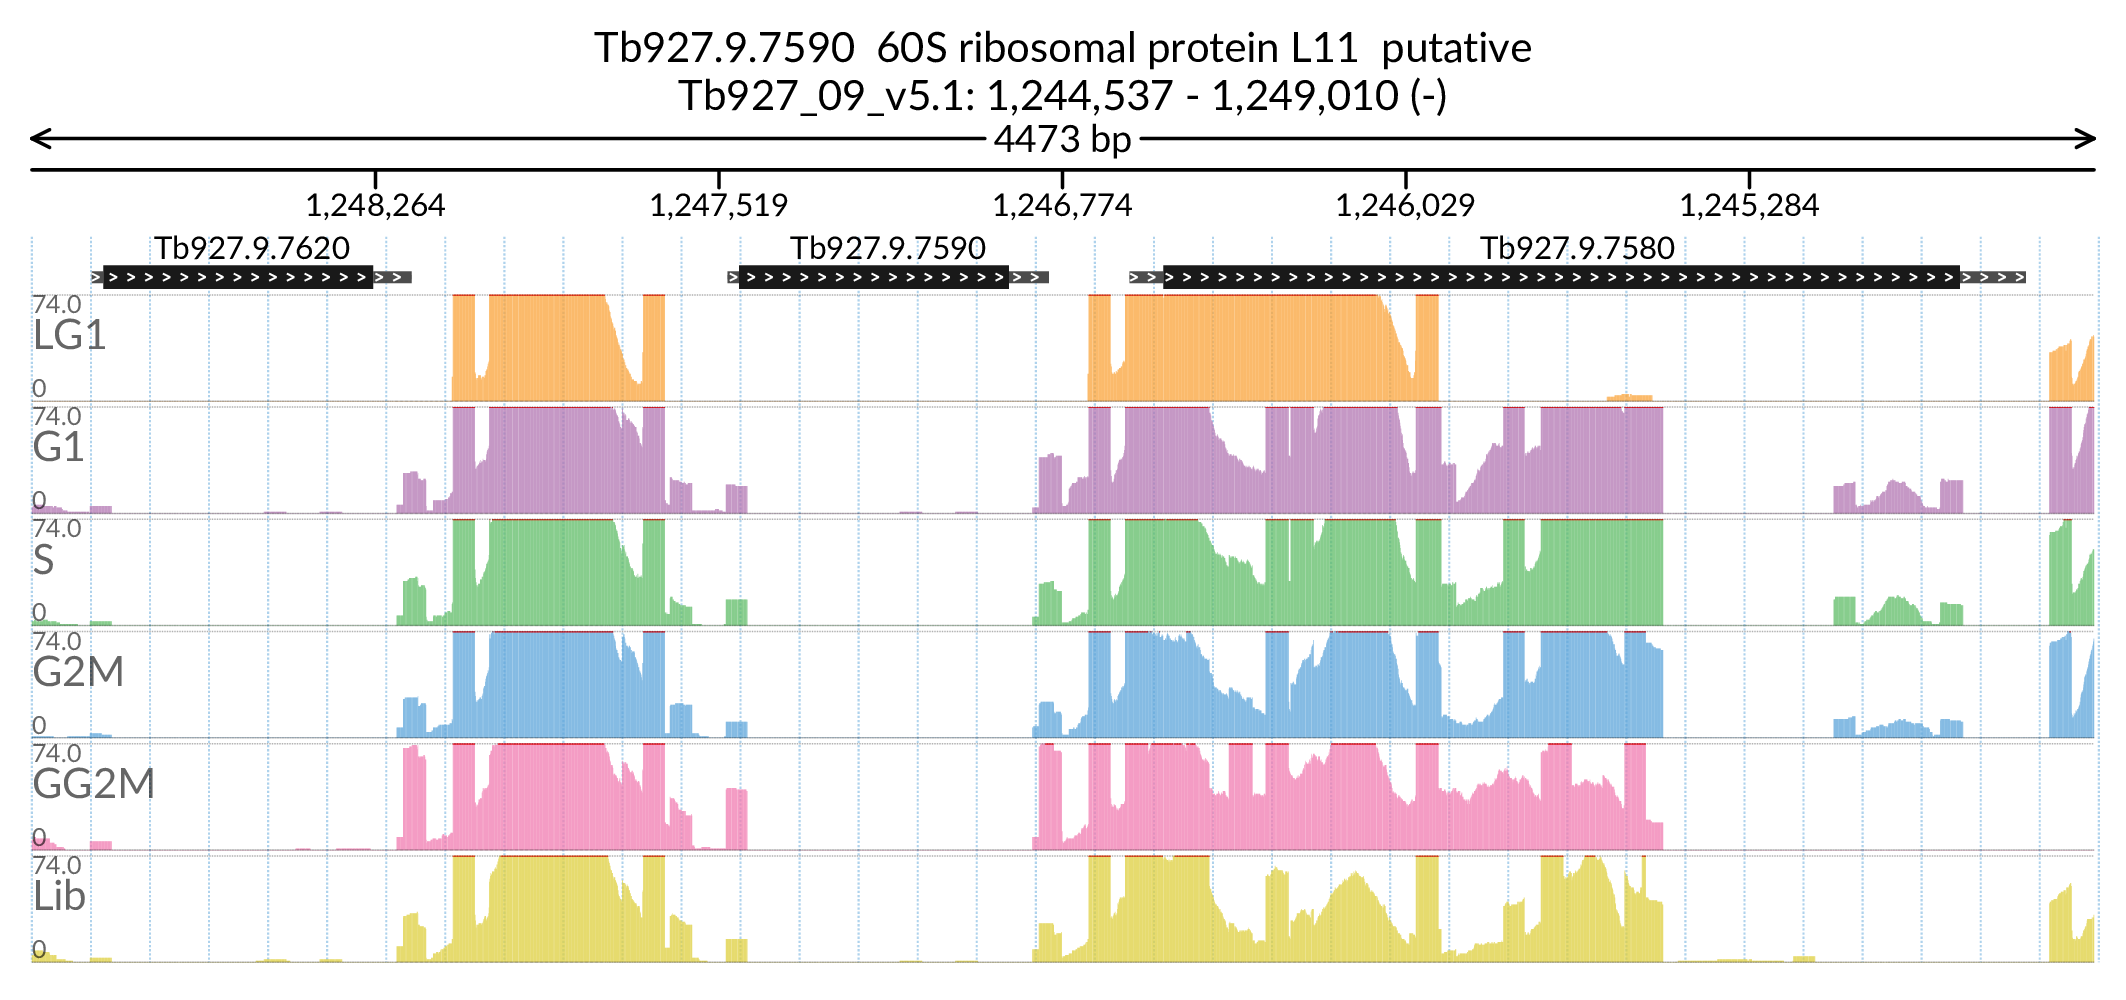 Tb927.9.7590  60S ribosomal protein L11  putative
Tb927_09_v5.1: 1,244,537 - 1,249,010 (-)
4473 bp
1,248,264 1,247,519 1,246,774 1,246,029 1,245,284
Tb927.9.7620 Tb927.9.7590 Tb927.9.7580
74.0
LG1
0
74.0
G1
0
74.0
S
0
74.0
G2M
0
74.0
GG2M
0
74.0
Lib
0